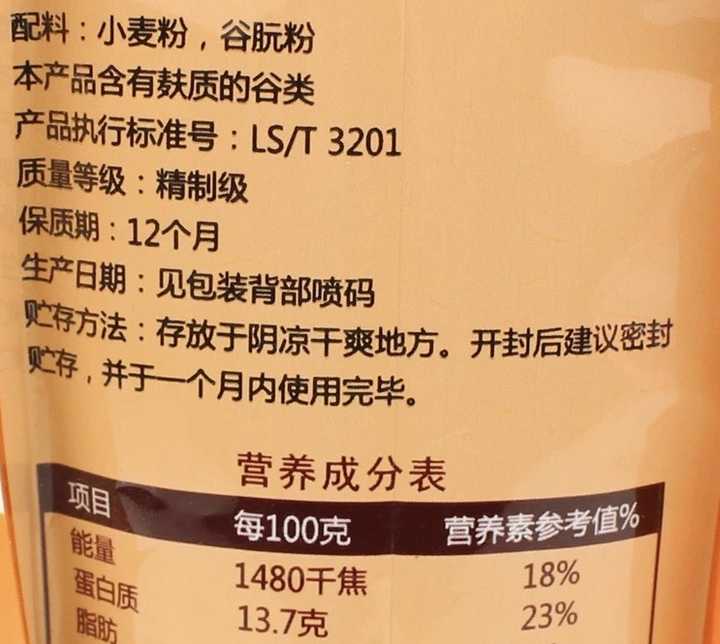 配料：小麦粉，谷朊粉
本产品含有麸质的谷类
产品执行标准号：LS/T 3201
质量等级：精制级
保质期：12个月
生产日期：见包装背部喷码
贮存方法：存放于阴凉干爽地方。开封后建议密封
贮存，并于一个月内使用完毕。
营养成分表
项目 每100克 营养素参考值%
能量 1480千焦 18%
蛋白质 13.7克 23%
脂肪